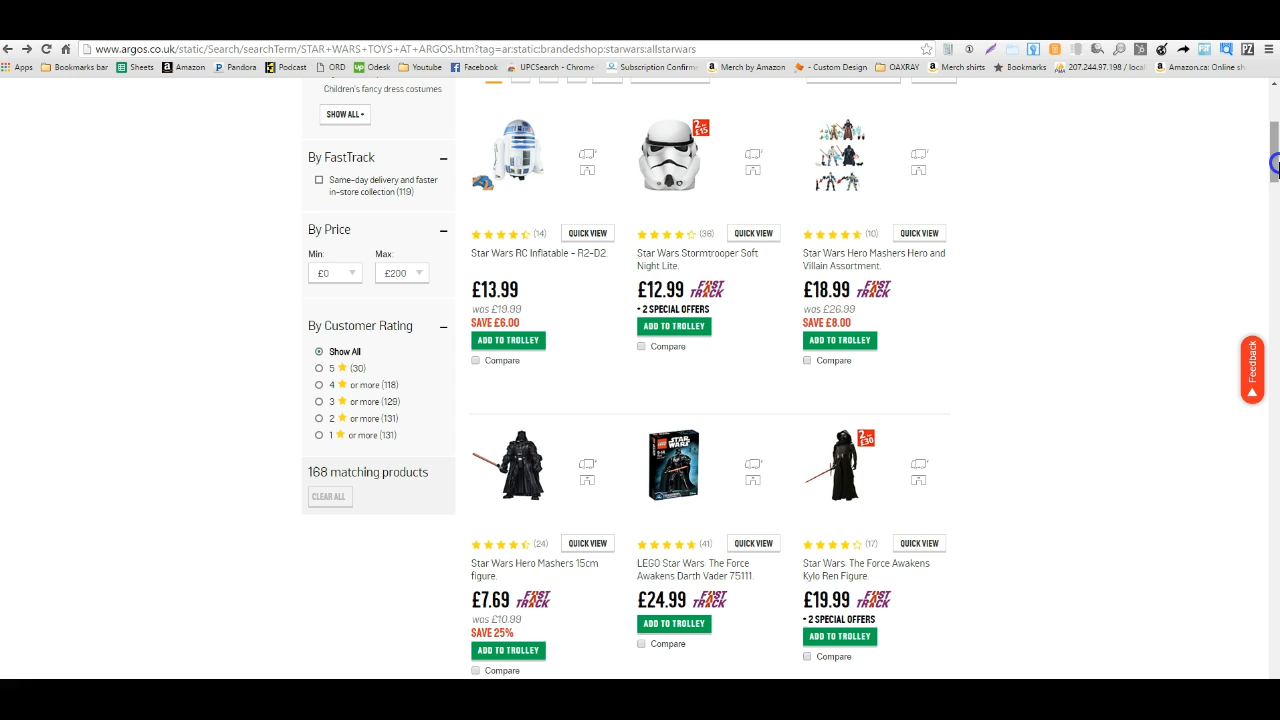 www.argos.co.uk/static/Search/searchTerm/STAR+WARS+TOYS+AT+ARGOS.htm?tag=ar:static:brandedshop:starwars:allstarwars
Apps Bookmarks bar Sheets Amazon Pandora Podcast ORD Odesk Youtube Facebook UPCSearch - Chrome Subscription Confirm Merch by Amazon - Custom Design OAXRAY Merch shirts Bookmarks 207.244.97.198 / local Amazon.ca: Online sh
Children's fancy dress costumes
SHOW ALL +
By FastTrack
Same-day delivery and faster
in-store collection (119)
By Price
Min: Max:
£0 £200
By Customer Rating
Show All
5 (30)
4 or more (118)
3 or more (129)
2 or more (131)
1 or more (131)
168 matching products
CLEAR ALL
(14) QUICK VIEW
Star Wars RC Inflatable - R2-D2.
£13.99
was £19.99
SAVE £6.00
ADD TO TROLLEY
Compare
2 for £15
(36) QUICK VIEW
Star Wars Stormtrooper Soft
Night Lite.
£12.99 FAST TRACK
+ 2 SPECIAL OFFERS
ADD TO TROLLEY
Compare
(10) QUICK VIEW
Star Wars Hero Mashers Hero and
Villain Assortment.
£18.99 FAST TRACK
was £26.99
SAVE £8.00
ADD TO TROLLEY
Compare
(24) QUICK VIEW
Star Wars Hero Mashers 15cm
figure.
£7.69 FAST TRACK
was £10.99
SAVE 25%
ADD TO TROLLEY
Compare
LEGO STAR WARS
(41) QUICK VIEW
LEGO Star Wars: The Force
Awakens Darth Vader 75111.
£24.99 FAST TRACK
ADD TO TROLLEY
Compare
2 for £30
(17) QUICK VIEW
Star Wars: The Force Awakens
Kylo Ren Figure.
£19.99 FAST TRACK
+ 2 SPECIAL OFFERS
ADD TO TROLLEY
Compare
Feedback